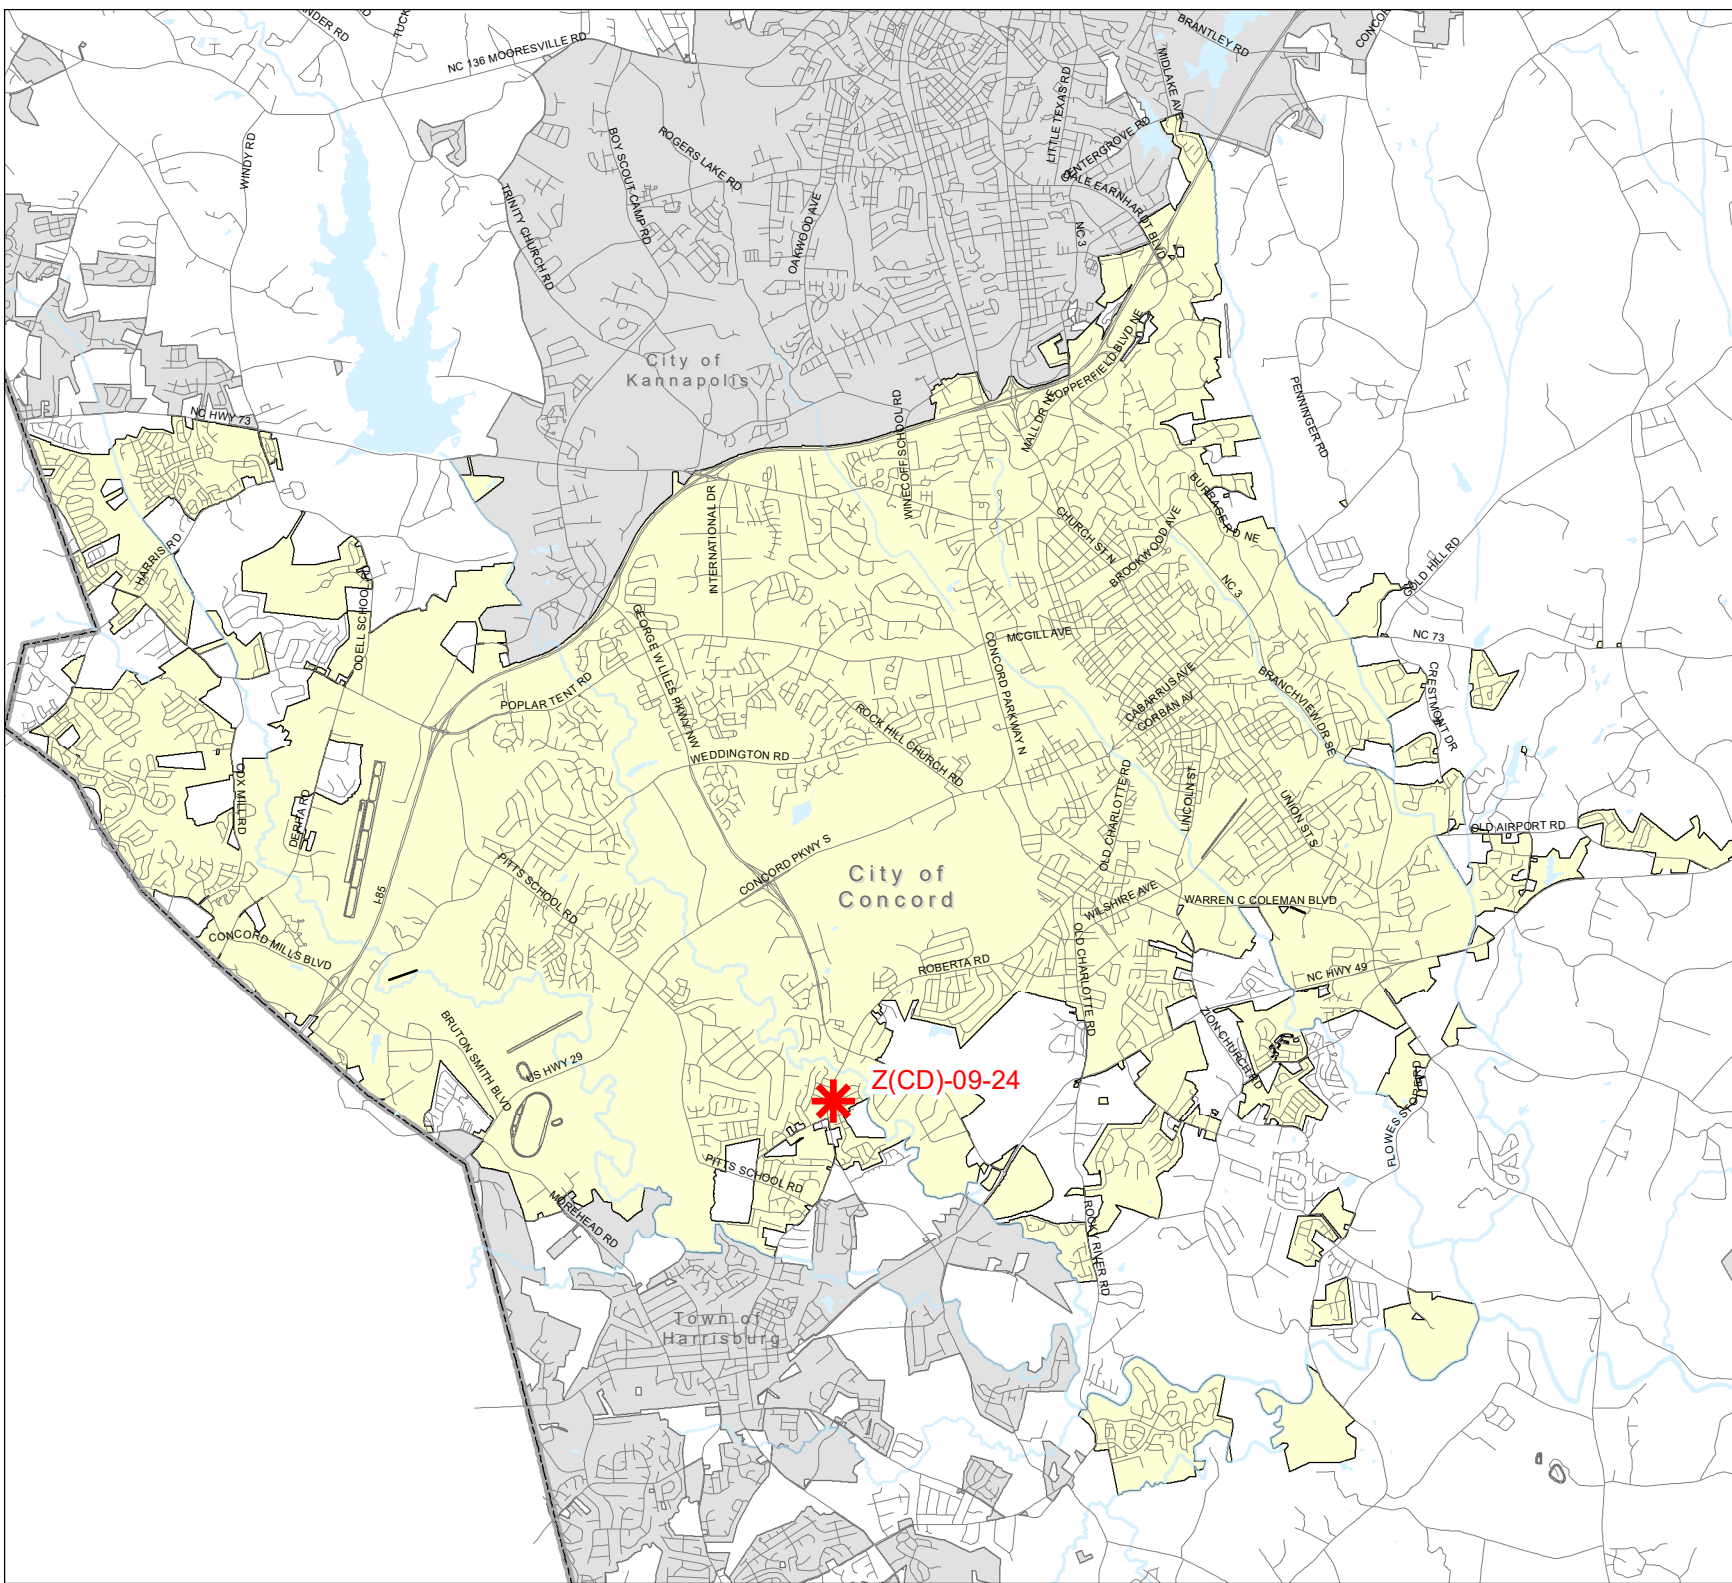 BRANTLEY RD
NC 136 MOORESVILLE RD
MIDLAKE AVE
LITTLE TEXAS RD
WINDY RD
BOY SCOUT CAMP RD
ROGERS LAKE RD
TRINITY CHURCH RD
OAKWOOD AVE
DALE EARNHARDT BLVD
NC 3
City of
Kannapolis
COPPERFIELD BLVD NE
MALL DR NE
PENNINGER RD
NC HWY 73
WINECOFF SCHOOL RD
INTERNATIONAL DR
CHURCH ST N
BROOKWOOD AVE
BURRAGE RD NE
NC 3
GOLD HILL RD
HARRIS RD
ODELL SCHOOL RD
GEORGE W LILES PKWY NW
MCGILL AVE
CONCORD PARKWAY N
NC 73
CRESTMONT DR
POPLAR TENT RD
CABARRUS AVE
CORBAN AV
BRANCHVIEW DR SE
ROCK HILL CHURCH RD
WEDDINGTON RD
COX MILL RD
DERITA RD
I-85
OLD CHARLOTTE RD
LINCOLN ST
UNION ST S
OLD AIRPORT RD
PITTS SCHOOL RD
CONCORD PKWY S
City of
Concord
WILSHIRE AVE
WARREN C COLEMAN BLVD
CONCORD MILLS BLVD
ROBERTA RD
OLD CHARLOTTE RD
NC HWY 49
BRUTON SMITH BLVD
US HWY 29
ZION CHURCH RD
Z(CD)-09-24
FLOWES STORE RD
PITTS SCHOOL RD
MOREHEAD RD
ROCKY RIVER RD
Town of
Harrisburg